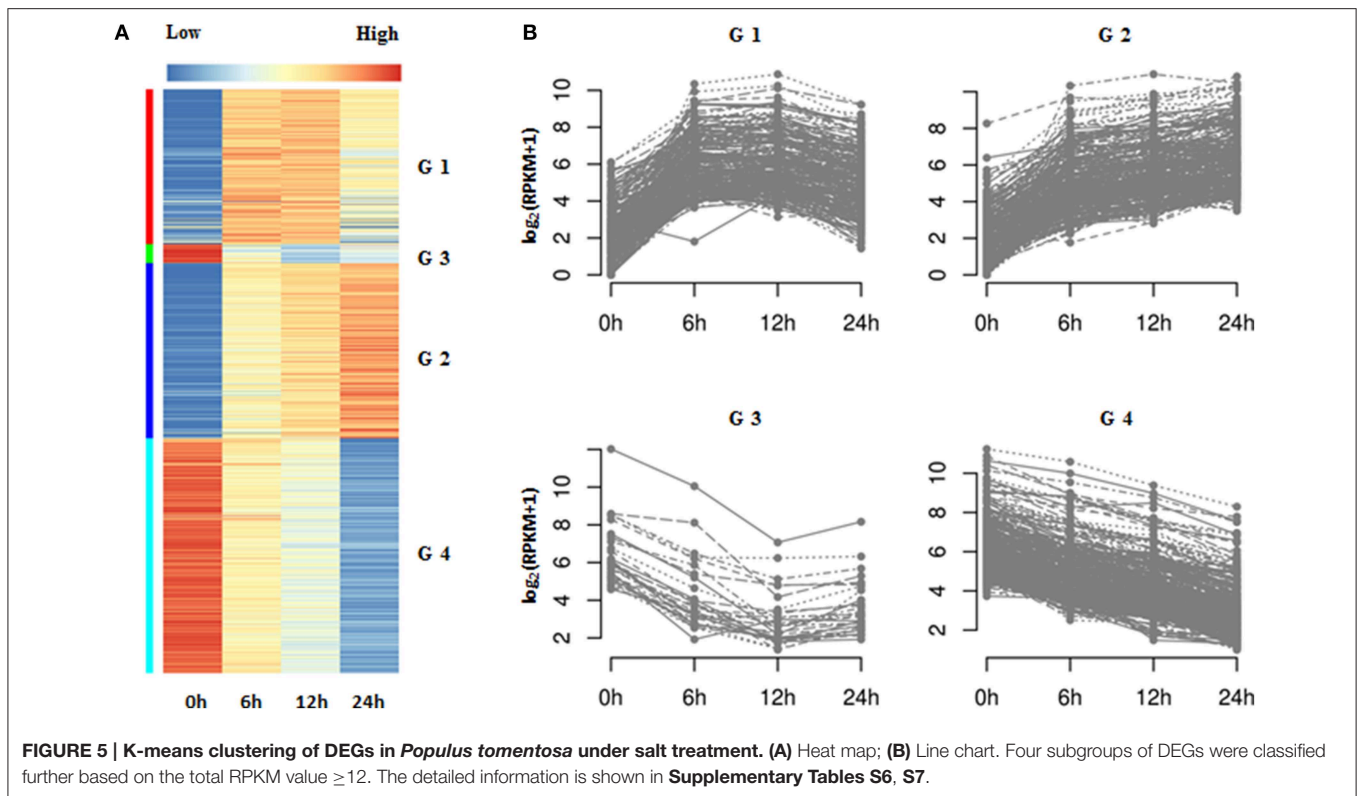 A
Low High
G 1
G 3
G 2
G 4
0h 6h 12h 24h
B
G 1
log2(RPKM+1)
10
8
6
4
2
0
0h 6h 12h 24h
G 2
8
6
4
2
0
0h 6h 12h 24h
G 3
log2(RPKM+1)
10
8
6
4
2
0h 6h 12h 24h
G 4
10
8
6
4
2
0h 6h 12h 24h
FIGURE 5 | K-means clustering of DEGs in Populus tomentosa under salt treatment. (A) Heat map; (B) Line chart. Four subgroups of DEGs were classified
further based on the total RPKM value ≥12. The detailed information is shown in Supplementary Tables S6, S7.